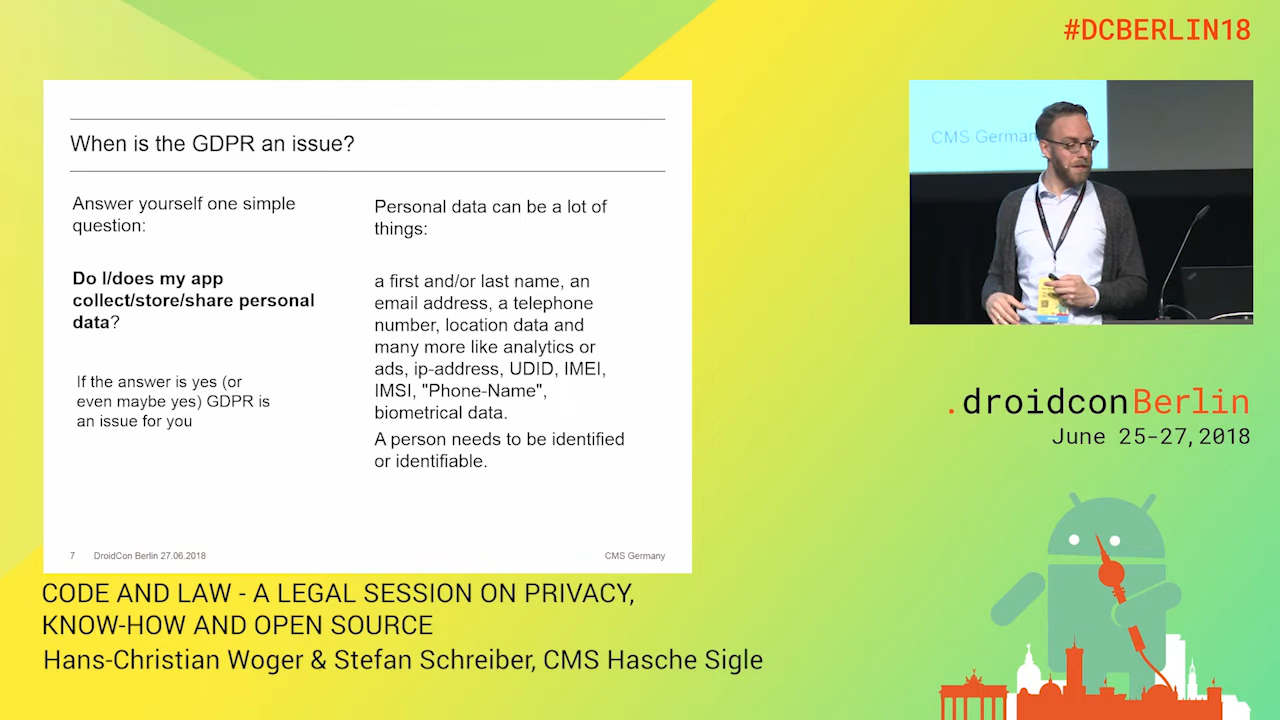 #DCBERLIN18
When is the GDPR an issue?
Answer yourself one simple
question:
Do I/does my app
collect/store/share personal
data?
If the answer is yes (or
even maybe yes) GDPR is
an issue for you
Personal data can be a lot of
things:
a first and/or last name, an
email address, a telephone
number, location data and
many more like analytics or
ads, ip-address, UDID, IMEI,
IMSI, "Phone-Name",
biometrical data.
A person needs to be identified
or identifiable.
7 DroidCon Berlin 27.06.2018 CMS Germany
CMS German
.droidconBerlin
June 25-27, 2018
CODE AND LAW - A LEGAL SESSION ON PRIVACY,
KNOW-HOW AND OPEN SOURCE
Hans-Christian Woger & Stefan Schreiber, CMS Hasche Sigle